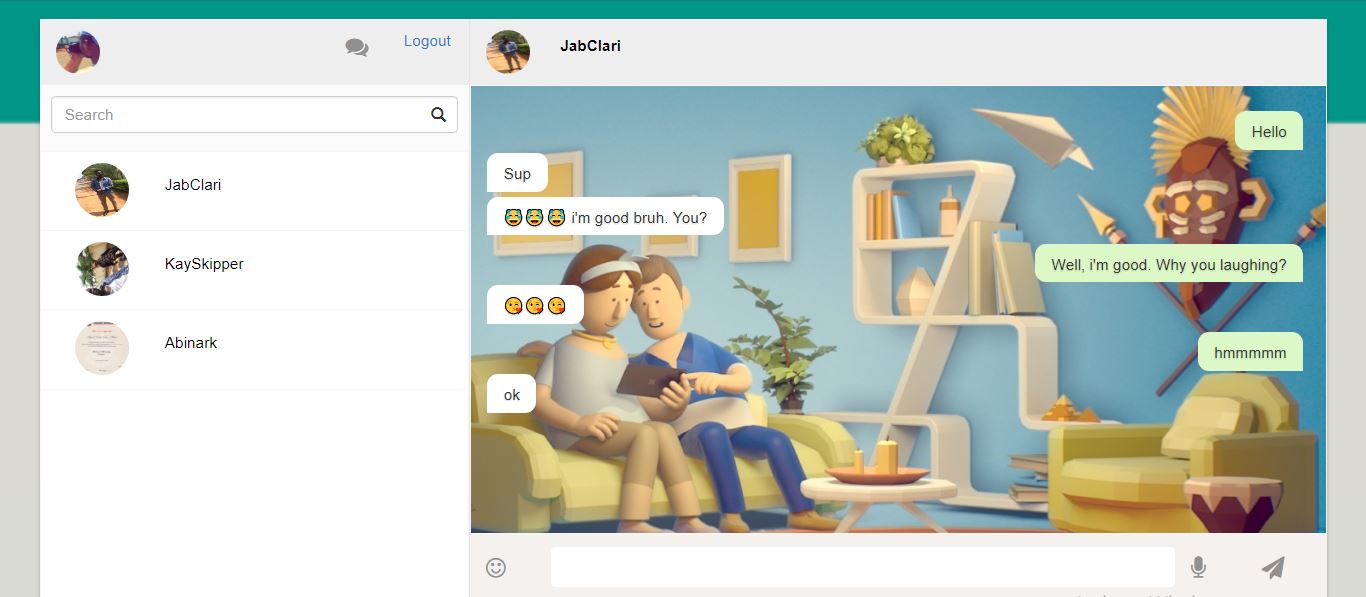 Logout
JabClari
Search
Hello
Sup
JabClari
😅😅😅 i'm good bruh. You?
KaySkipper
Well, i'm good. Why you laughing?
😘😘😘
Abinark
hmmmmm
ok